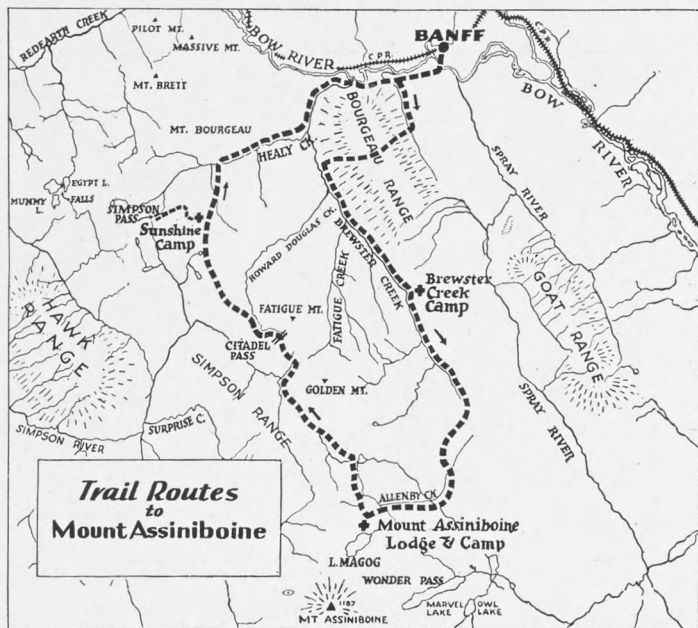 REDEARTH CREEK
PILOT MT.
MASSIVE MT.
MT. BRETT
BOW RIVER
C.P.R.
BANFF
C.P.R.
BOW
RIVER
MT. BOURGEAU
HEALY CK.
BOURGEAU
RANGE
EGYPT L.
MUMMY
L.
FALLS
SIMPSON
PASS
Sunshine
Camp
HOWARD DOUGLAS CK.
BREWSTER
CREEK
FATIGUE CREEK
Brewster
Creek
Camp
SPRAY RIVER
GOAT
RANGE
HAWK
RANGE
FATIGUE MT.
CITADEL
PASS
SIMPSON
RANGE
GOLDEN MT.
SPRAY
RIVER
SURPRISE C.
SIMPSON RIVER
Trail Routes
to
Mount Assiniboine
ALLENBY CK
Mount Assiniboine
Lodge & Camp
L. MAGOG
WONDER PASS
1187
MT ASSINIBOINE
MARVEL
LAKE
OWL
LAKE